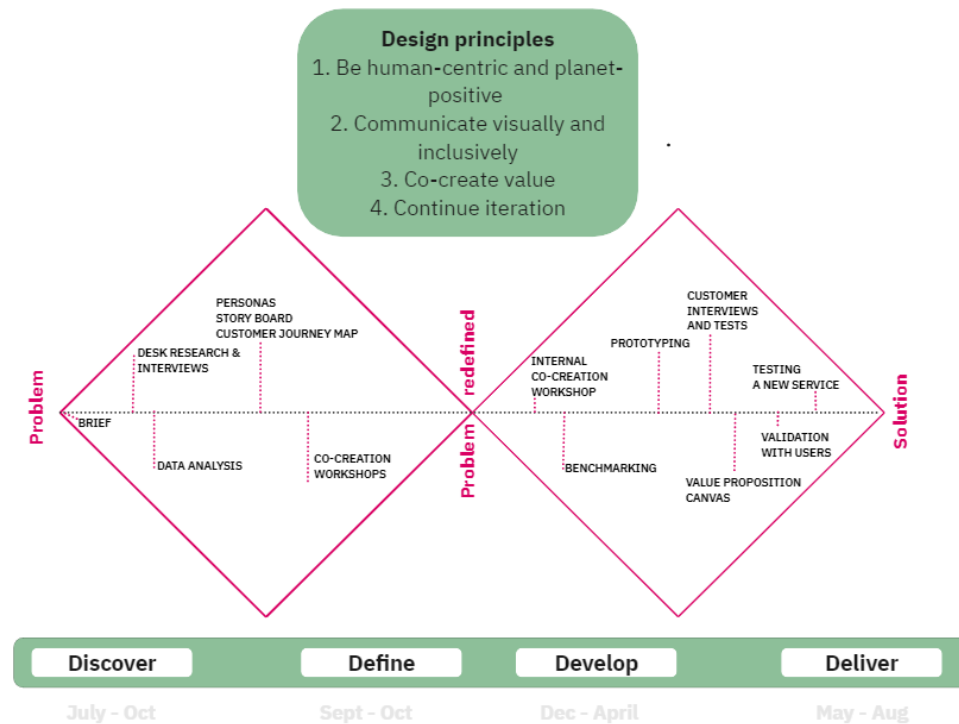 Design principles
1. Be human-centric and planet-
positive
2. Communicate visually and
inclusively
3. Co-create value
4. Continue iteration
PERSONAS
STORY BOARD
CUSTOMER JOURNEY MAP
DESK RESEARCH &
INTERVIEWS
Problem
BRIEF
DATA ANALYSIS
CO-CREATION
WORKSHOPS
Problem redefined
CUSTOMER
INTERVIEWS
AND TESTS
PROTOTYPING
INTERNAL
CO-CREATION
WORKSHOP
TESTING
A NEW SERVICE
BENCHMARKING
VALIDATION
WITH USERS
VALUE PROPOSITION
CANVAS
Solution
Discover
Define
Develop
Deliver
July - Oct
Sept - Oct
Dec - April
May - Aug